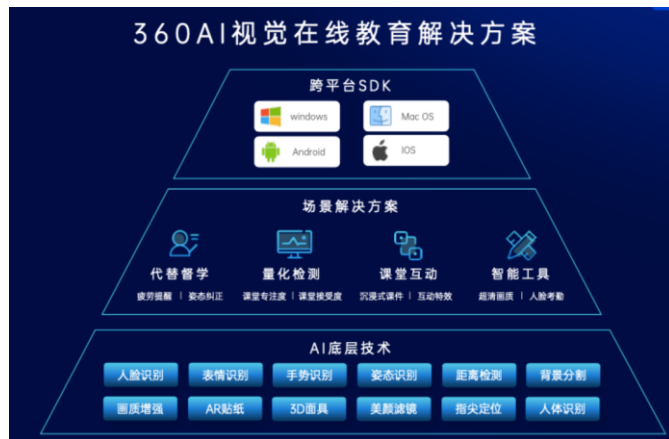 360AI视觉在线教育解决方案
跨平台SDK
windows
Mac OS
Android
IOS
场景解决方案
代替督学
量化检测
课堂互动
智能工具
疲劳提醒 | 姿态纠正
课堂专注度 | 课堂接受度
沉浸式课件 | 互动特效
超清画质 | 人脸考勤
AI底层技术
人脸识别 表情识别 手势识别 姿态识别 距离检测 背景分割
画质增强 AR贴纸 3D面具 美颜滤镜 指尖定位 人体识别